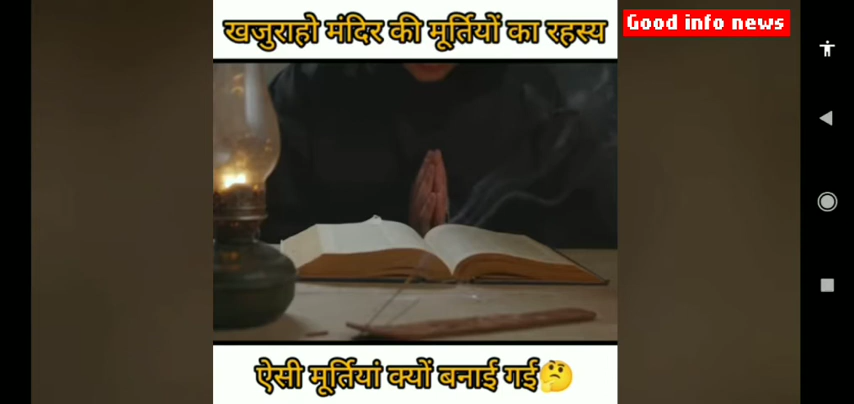 खजुराहो मंदिर की मूर्तियों का रहस्य
Good info news
ऐसी मूर्तियां क्यों बनाई गई🤔